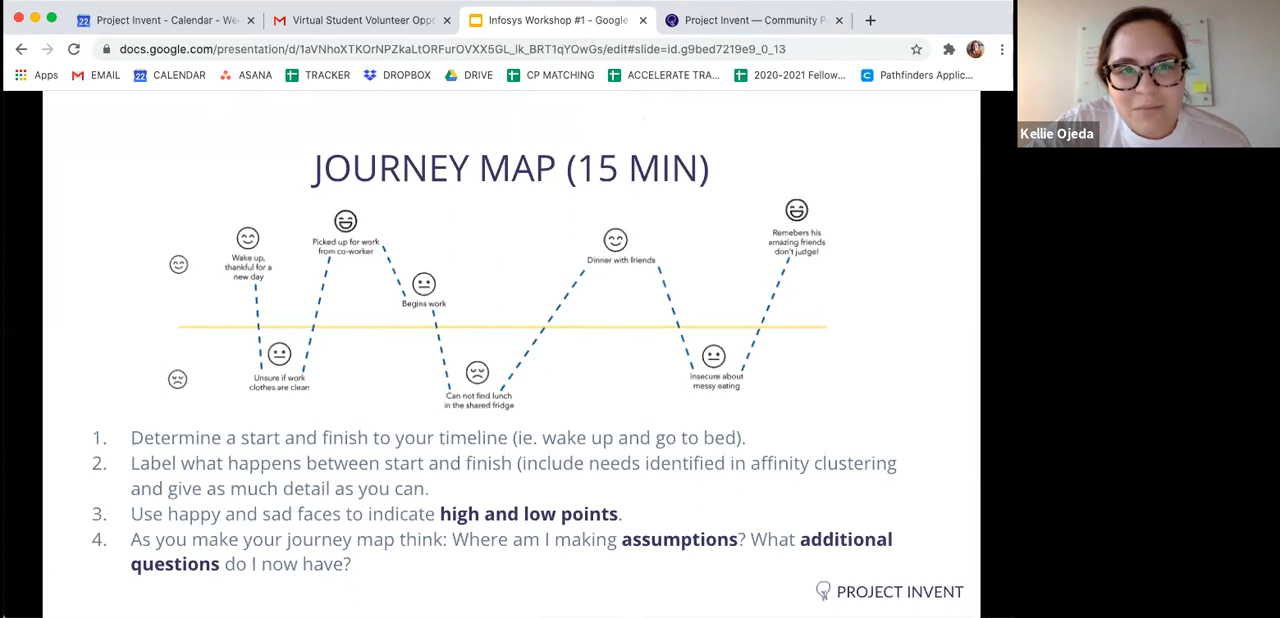 Project Invent - Calendar - We
Virtual Student Volunteer Oppo
Infosys Workshop #1 - Google
Project Invent — Community P
docs.google.com/presentation/d/1aVNhoXTKOrNPZkaLtORFurOVXX5GL_lk_BRT1qYOwGs/edit#slide=id.g9bed7219e9_0_13
Apps
EMAIL
22 CALENDAR
ASANA
TRACKER
DROPBOX
DRIVE
CP MATCHING
ACCELERATE TRA...
2020-2021 Fellow...
Pathfinders Applic...
Kellie Ojeda
JOURNEY MAP (15 MIN)
Wake up,
thankful for a
new day
Picked up for work
from co-worker
Begins work
Dinner with friends
Remebers his
amazing friends
don't judge!
Unsure if work
clothes are clean
Can not find lunch
in the shared fridge
Insecure about
messy eating
1. Determine a start and finish to your timeline (ie. wake up and go to bed).
2. Label what happens between start and finish (include needs identified in affinity clustering
and give as much detail as you can.
3. Use happy and sad faces to indicate high and low points.
4. As you make your journey map think: Where am I making assumptions? What additional
questions do I now have?
PROJECT INVENT